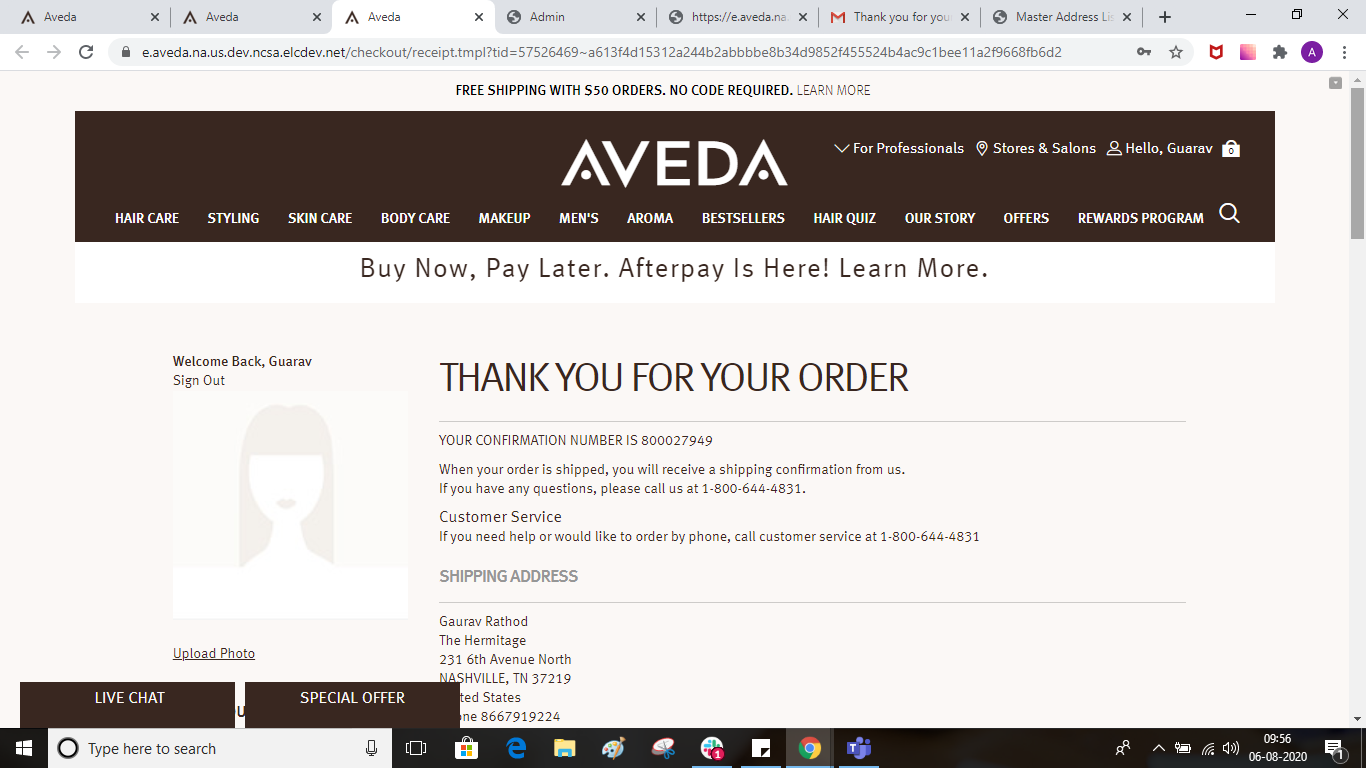 Aveda
Aveda
Aveda
Admin
https://e.aveda.na
Thank you for you
Master Address Lis
e.aveda.na.us.dev.ncsa.elcdev.net/checkout/receipt.tmpl?tid=57526469~a613f4d15312a244b2abbbbe8b34d9852f455524b4ac9c1bee11a2f9668fb6d2
A
FREE SHIPPING WITH $50 ORDERS. NO CODE REQUIRED. LEARN MORE
AVEDA
For Professionals Stores & Salons Hello, Guarav 0
HAIR CARE STYLING SKIN CARE BODY CARE MAKEUP MEN'S AROMA BESTSELLERS HAIR QUIZ OUR STORY OFFERS REWARDS PROGRAM
Buy Now, Pay Later. Afterpay Is Here! Learn More.
Welcome Back, Guarav
Sign Out
Upload Photo
THANK YOU FOR YOUR ORDER
YOUR CONFIRMATION NUMBER IS 800027949
When your order is shipped, you will receive a shipping confirmation from us.
If you have any questions, please call us at 1-800-644-4831.
Customer Service
If you need help or would like to order by phone, call customer service at 1-800-644-4831
SHIPPING ADDRESS
Gaurav Rathod
The Hermitage
231 6th Avenue North
NASHVILLE, TN 37219
ted States
ne 8667919224
LIVE CHAT
SPECIAL OFFER
Type here to search
1
09:56
06-08-2020
1